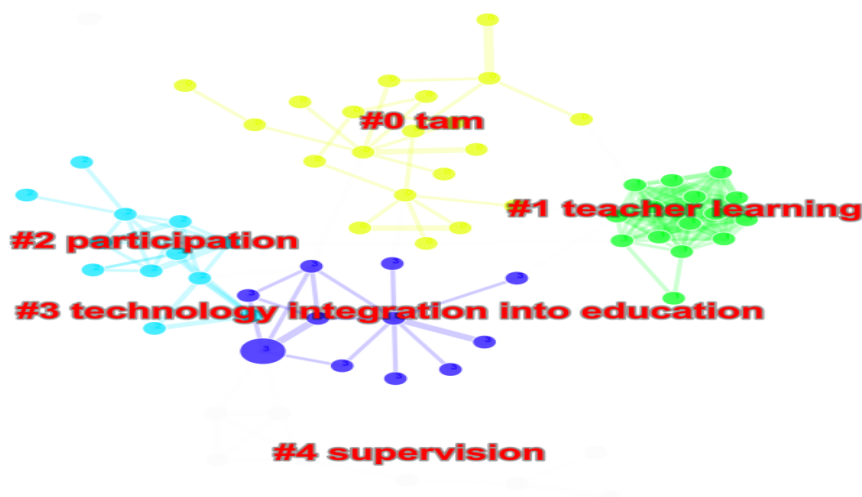 #0 tam
#1 teacher learning
#2 participation
#3 technology integration into education
#4 supervision